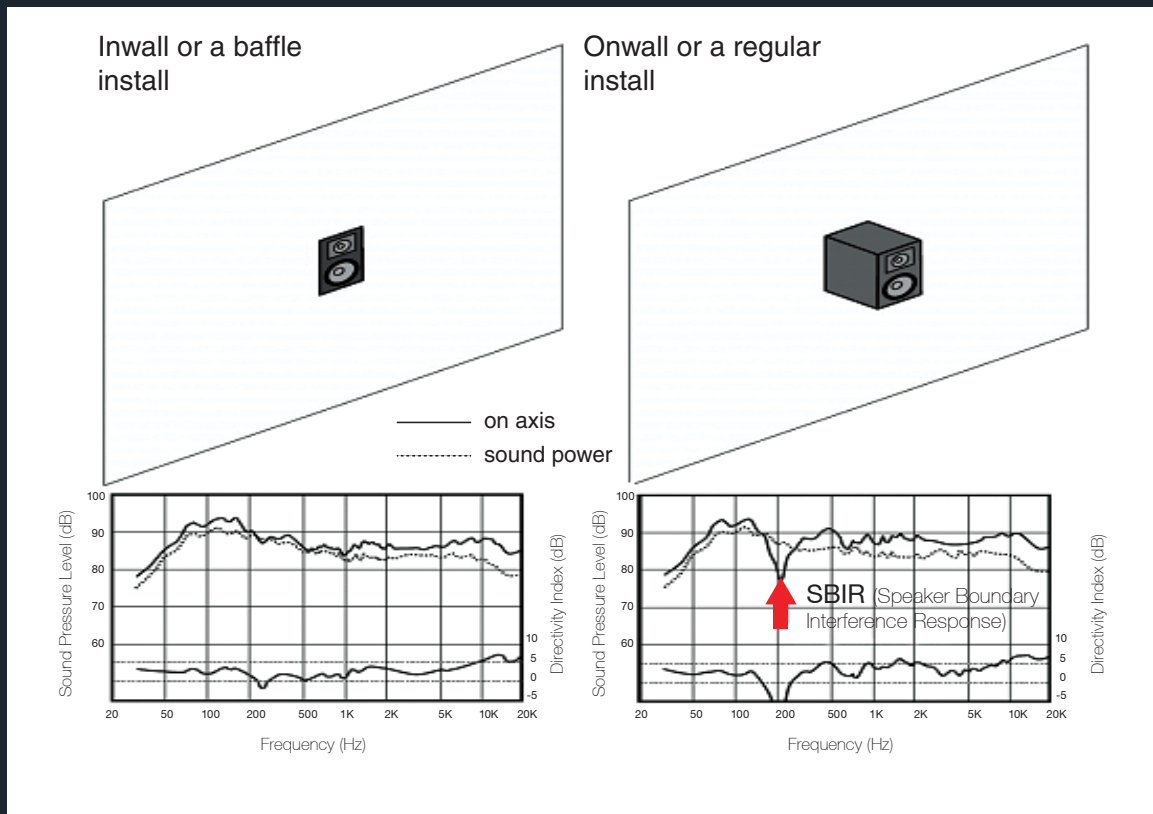 Inwall or a baffle
install
Onwall or a regular
install
on axis
sound power
Sound Pressure Level (dB)
100
90
80
70
60
10
5
0
-5
Directivity Index (dB)
20 50 100 200 500 1K 2K 5K 10K 20K
Frequency (Hz)
Sound Pressure Level (dB)
100
90
80
70
60
SBIR (Speaker Boundary
Interference Response)
10
5
0
-5
Directivity Index (dB)
20 50 100 200 500 1K 2K 5K 10K 20K
Frequency (Hz)